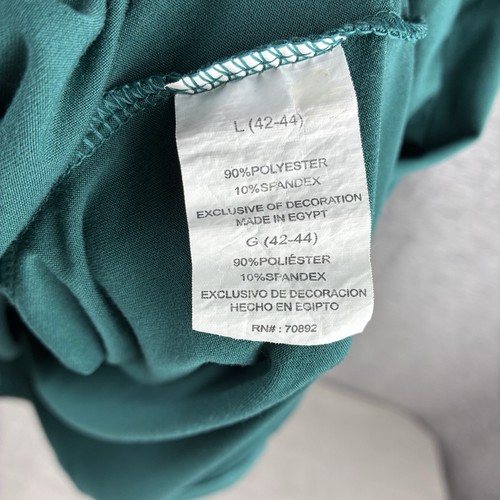 L (42-44)
90%POLYESTER
10%SPANDEX
EXCLUSIVE OF DECORATION
MADE IN EGYPT
G (42-44)
90%POLIÉSTER
10%SPANDEX
EXCLUSIVO DE DECORACION
HECHO EN EGIPTO
RN# : 70892